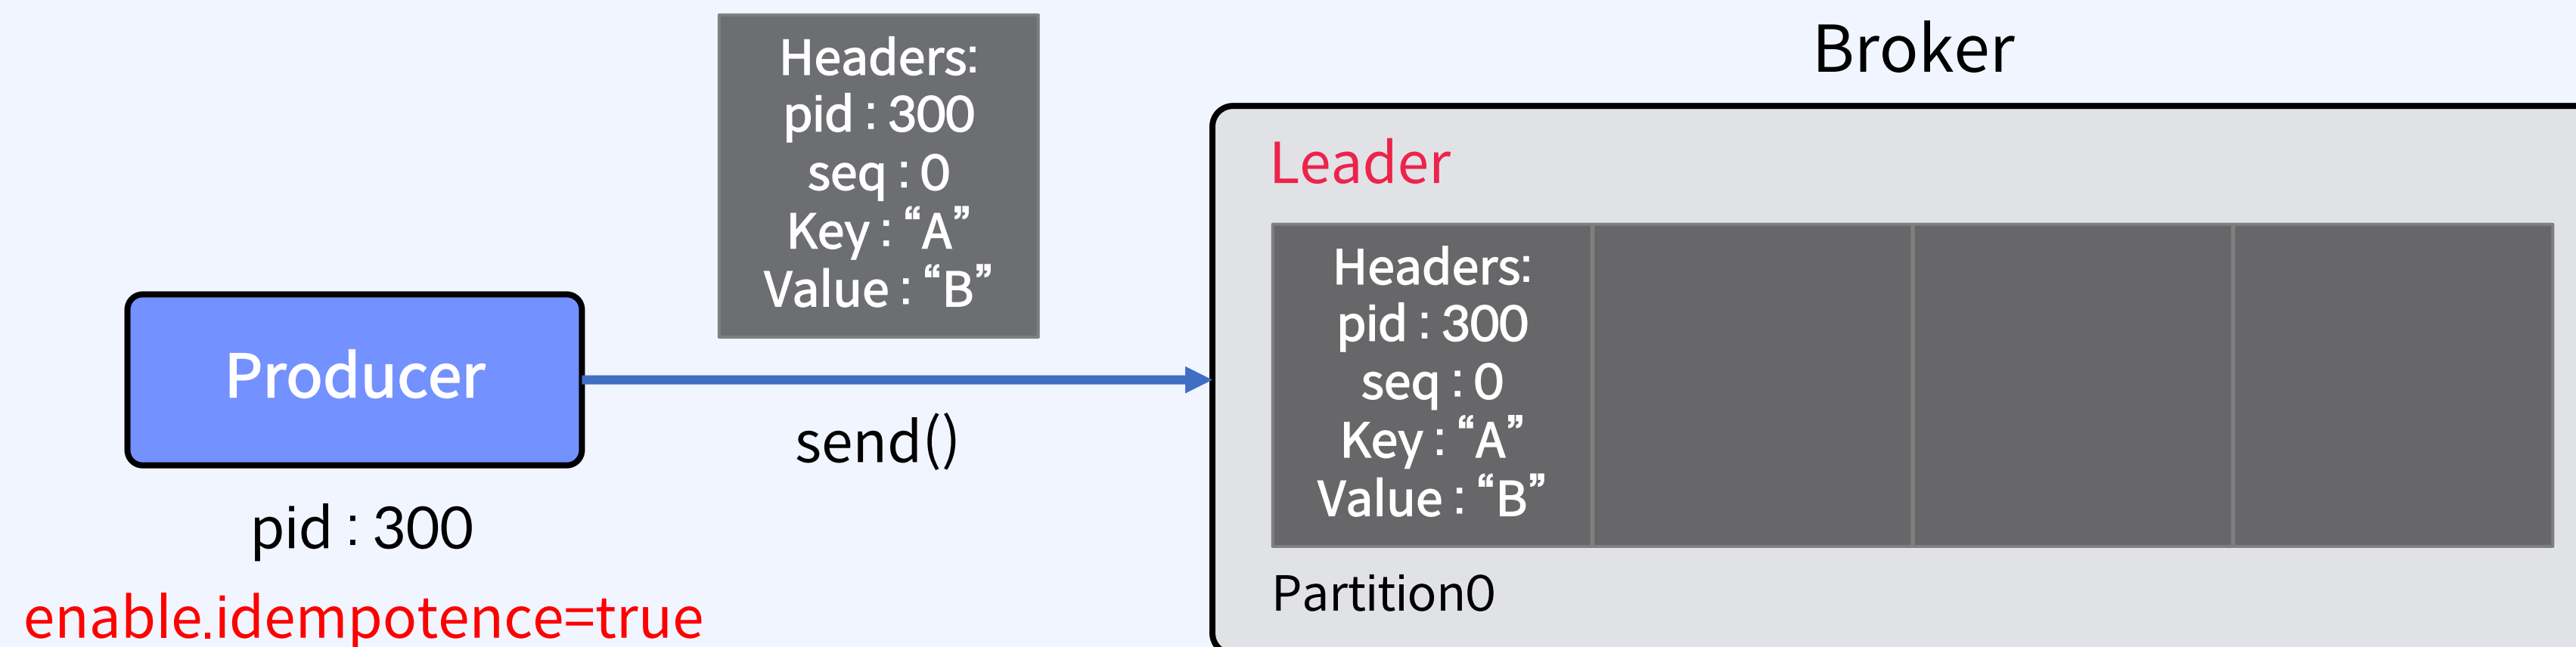 Headers:
pid : 300
seq : 0
Key : “A”
Value : “B”
Producer
send()
pid : 300
enable.idempotence=true
Broker
Leader
Headers:
pid : 300
seq : 0
Key : “A”
Value : “B”
Partition0